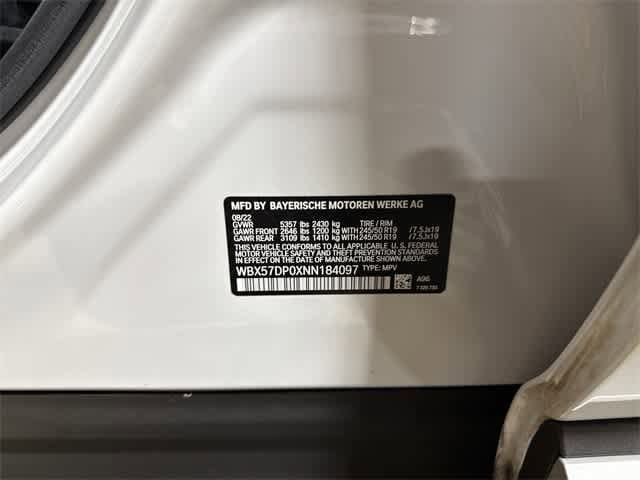 MFD BY BAYERISCHE MOTOREN WERKE AG
08/22
GVWR 5357 lbs 2430 kg TIRE / RIM
GAWR FRONT 2646 lbs 1200 kg WITH 245/50 R19 /7.5Jx19
GAWR REAR 3109 lbs 1410 kg WITH 245/50 R19 /7.5Jx19
THIS VEHICLE CONFORMS TO ALL APPLICABLE U. S. FEDERAL
MOTOR VEHICLE SAFETY AND THEFT PREVENTION STANDARDS
IN EFFECT ON THE DATE OF MANUFACTURE SHOWN ABOVE.
WBX57DP0XNN184097 TYPE: MPV
A96